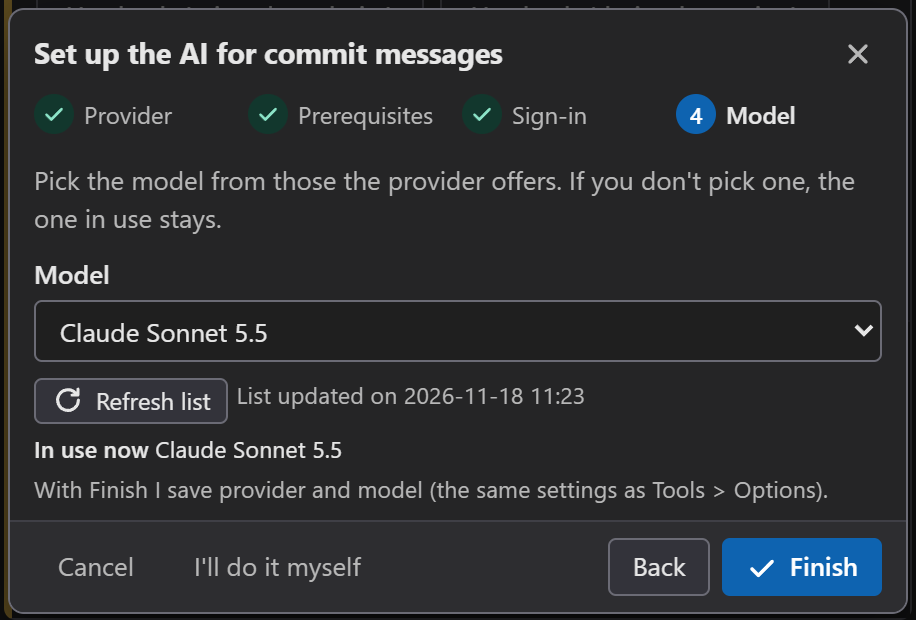 Set up the AI for commit messages
Provider
Prerequisites
Sign-in
4 Model
Pick the model from those the provider offers. If you don't pick one, the
one in use stays.
Model
Claude Sonnet 5.5
Refresh list
List updated on 2026-11-18 11:23
In use now Claude Sonnet 5.5
With Finish I save provider and model (the same settings as Tools > Options).
Cancel
I'll do it myself
Back
Finish